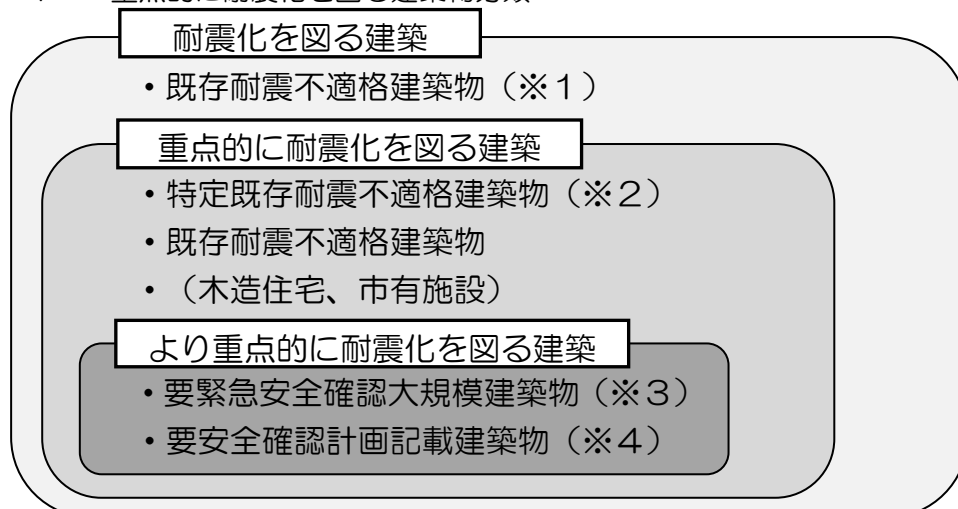 耐震化を図る建築
・既存耐震不適格建築物（※１）
重点的に耐震化を図る建築
・特定既存耐震不適格建築物（※２）
・既存耐震不適格建築物
・（木造住宅、市有施設）
より重点的に耐震化を図る建築
・要緊急安全確認大規模建築物（※３）
・要安全確認計画記載建築物（※４）